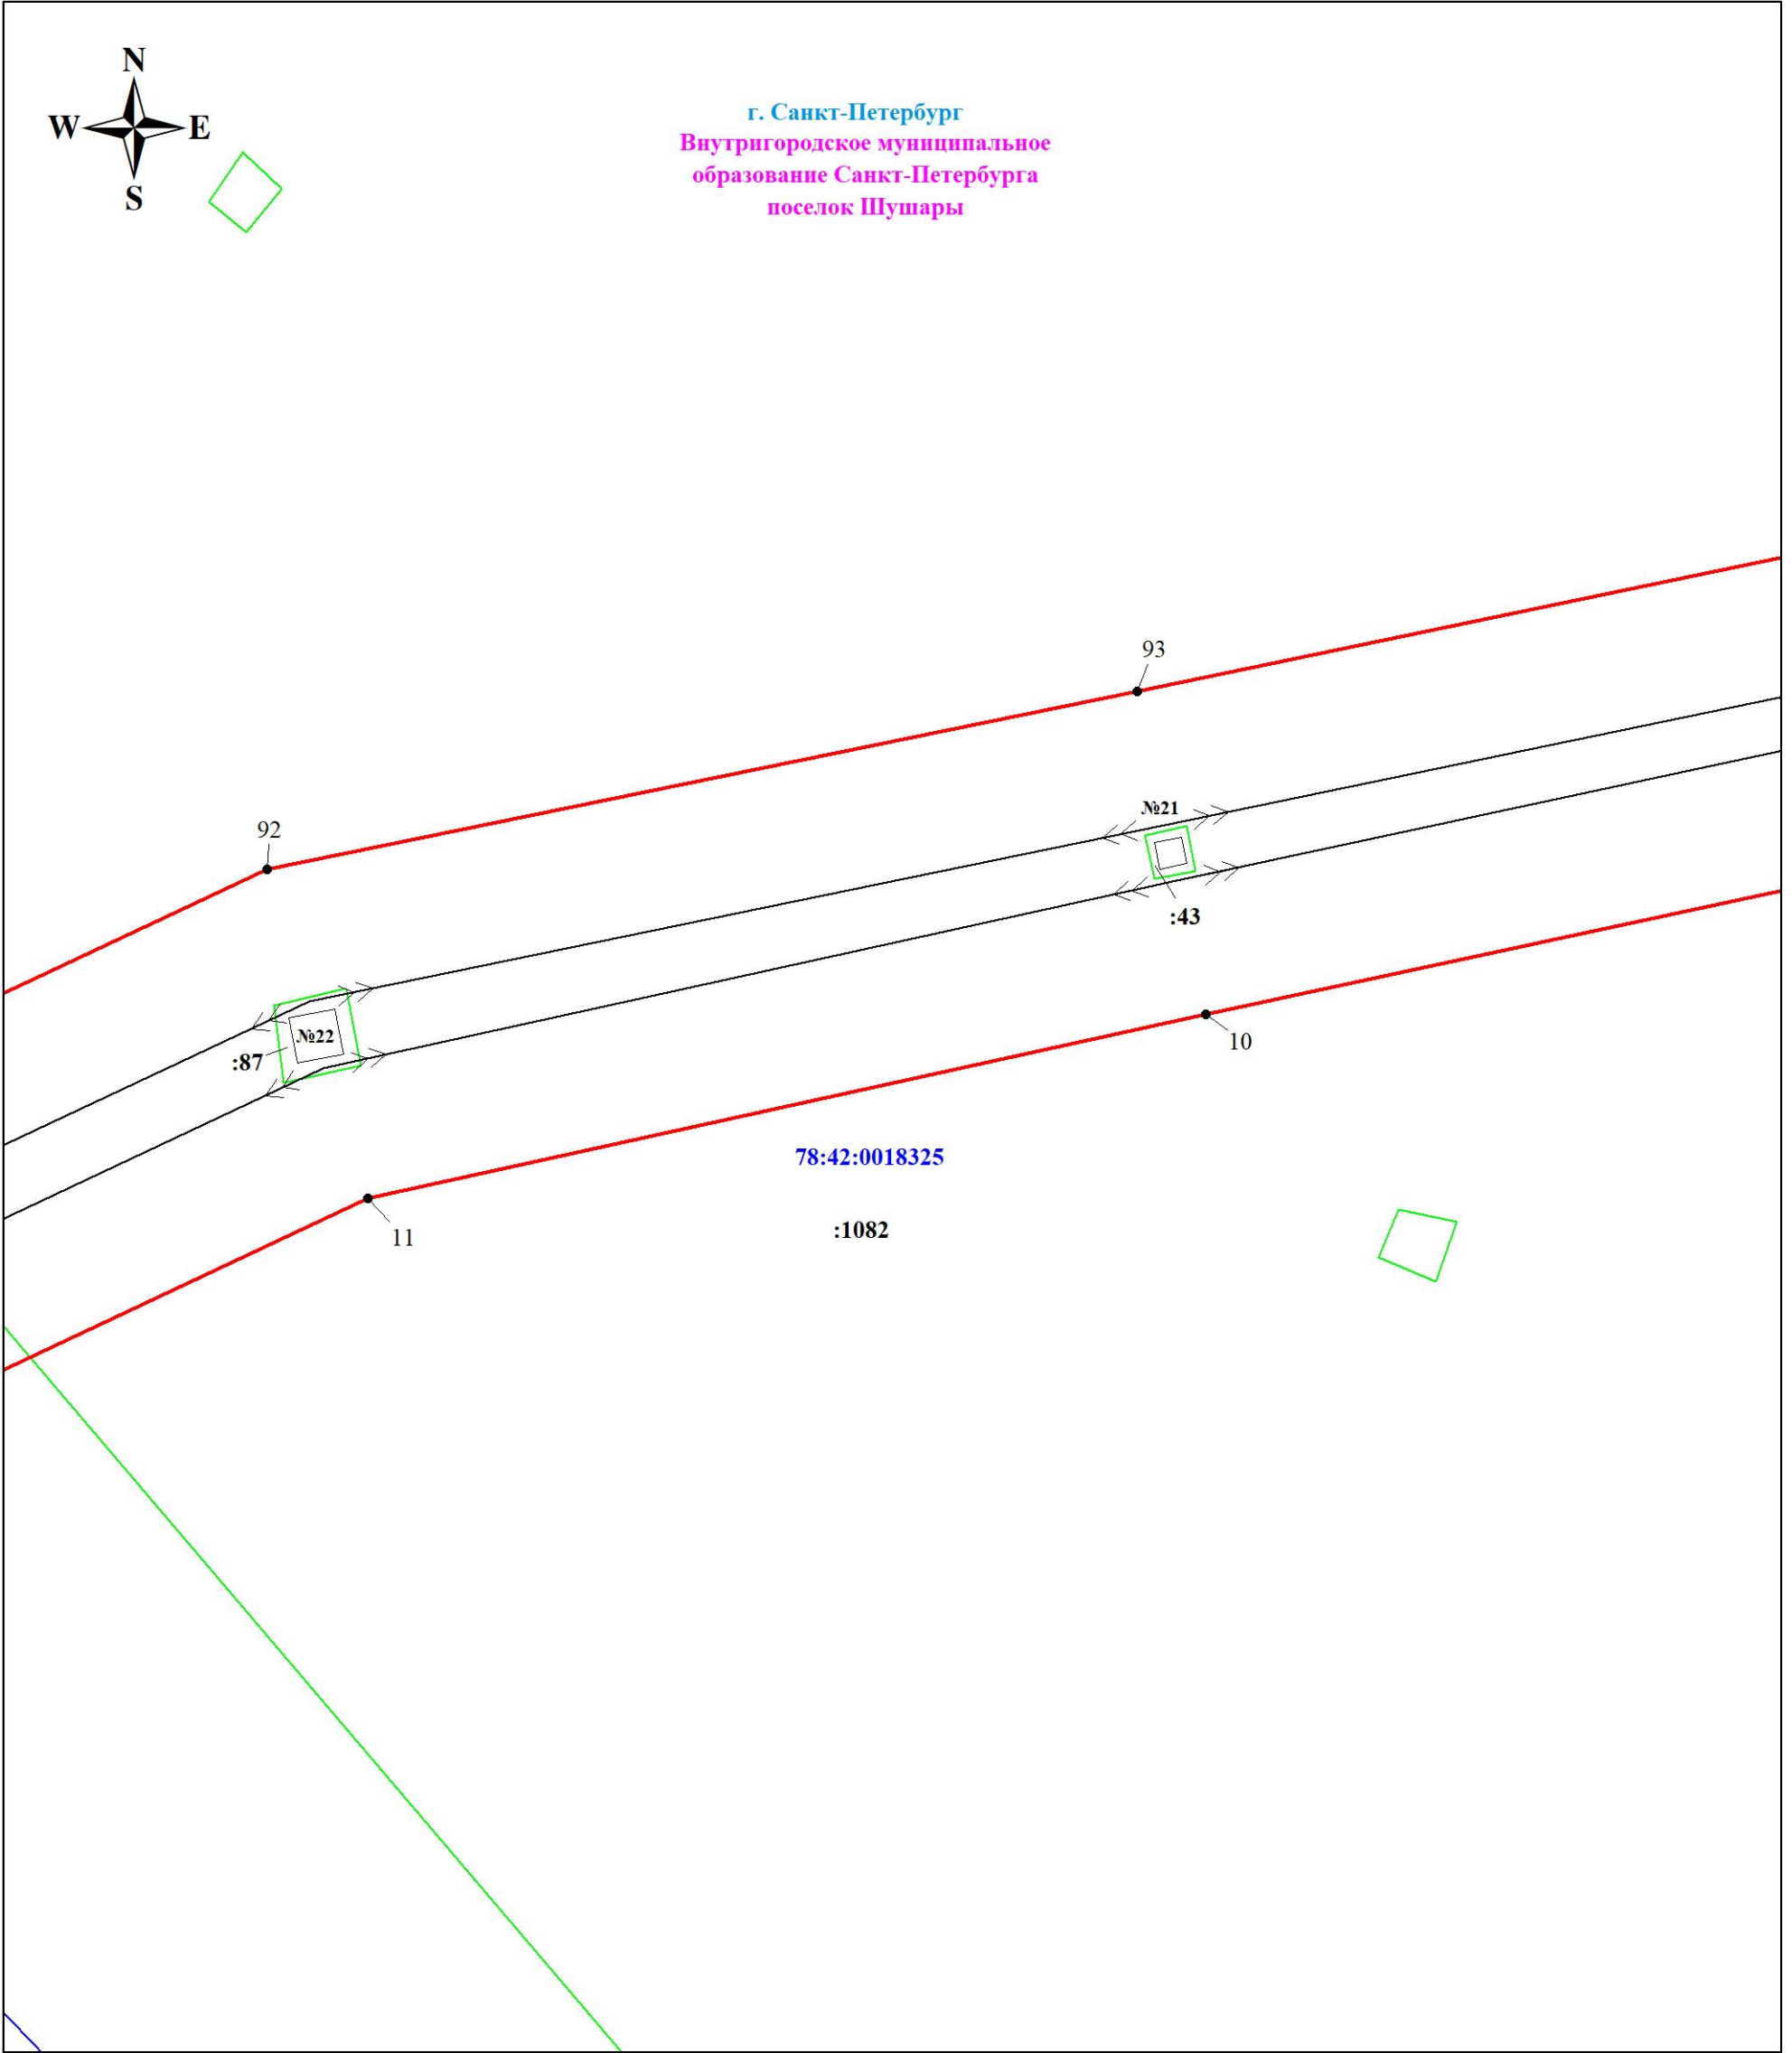 N
W E
S
г. Санкт-Петербург
Внутригородское муниципальное
образование Санкт-Петербурга
поселок Шушары
93
№21
92
:43
№22
:87
10
78:42:0018325
:1082
11